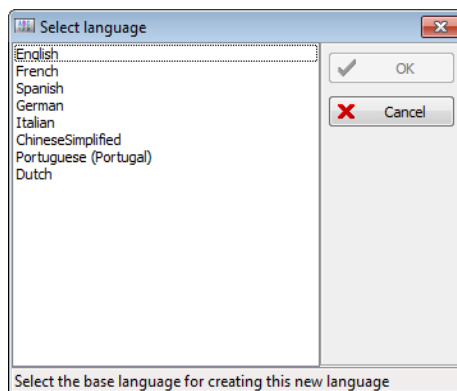 Select language
English
French
Spanish
German
Italian
ChineseSimplified
Portuguese (Portugal)
Dutch
OK
Cancel
Select the base language for creating this new language